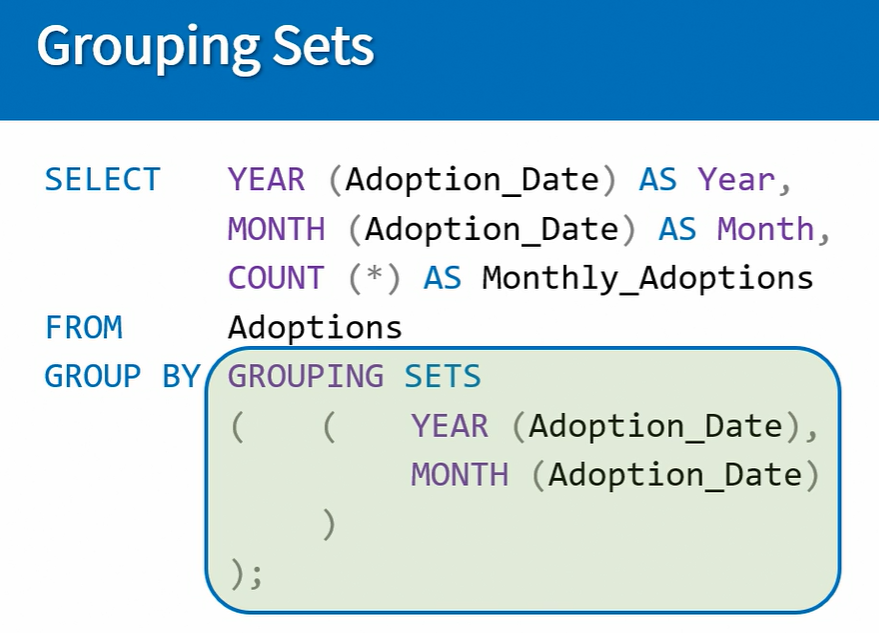 Grouping Sets
SELECT YEAR (Adoption_Date) AS Year,
MONTH (Adoption_Date) AS Month,
COUNT (*) AS Monthly_Adoptions
FROM Adoptions
GROUP BY GROUPING SETS
( ( YEAR (Adoption_Date),
MONTH (Adoption_Date)
)
);